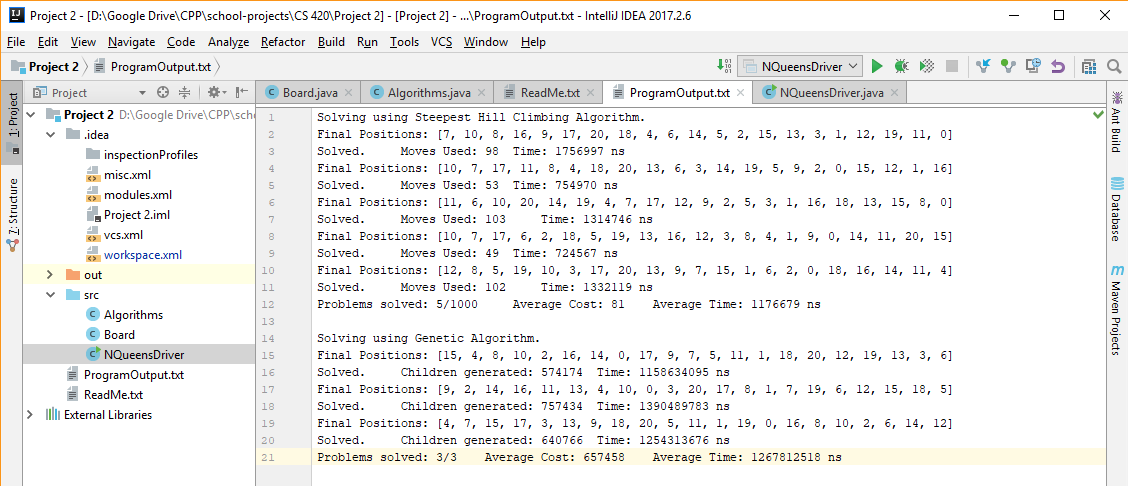 Project 2 - [D:\Google Drive\CPP\school-projects\CS 420\Project 2] - [Project 2] - ...\ProgramOutput.txt - IntelliJ IDEA 2017.2.6
File Edit View Navigate Code Analyze Refactor Build Run Tools VCS Window Help
Project 2 ProgramOutput.txt NQueensDriver
Project Board.java Algorithms.java ReadMe.txt ProgramOutput.txt NQueensDriver.java
1: Project
7: Structure
Project 2 D:\Google Drive\CPP\scho
.idea
inspectionProfiles
misc.xml
modules.xml
Project 2.iml
vcs.xml
workspace.xml
out
src
Algorithms
Board
NQueensDriver
ProgramOutput.txt
ReadMe.txt
External Libraries
1 Solving using Steepest Hill Climbing Algorithm.
2 Final Positions: [7, 10, 8, 16, 9, 17, 20, 18, 4, 6, 14, 5, 2, 15, 13, 3, 1, 12, 19, 11, 0]
3 Solved. Moves Used: 98 Time: 1756997 ns
4 Final Positions: [10, 7, 17, 11, 8, 4, 18, 20, 13, 6, 3, 14, 19, 5, 9, 2, 0, 15, 12, 1, 16]
5 Solved. Moves Used: 53 Time: 754970 ns
6 Final Positions: [11, 6, 10, 20, 14, 19, 4, 7, 17, 12, 9, 2, 5, 3, 1, 16, 18, 13, 15, 8, 0]
7 Solved. Moves Used: 103 Time: 1314746 ns
8 Final Positions: [10, 7, 17, 6, 2, 18, 5, 19, 13, 16, 12, 3, 8, 4, 1, 9, 0, 14, 11, 20, 15]
9 Solved. Moves Used: 49 Time: 724567 ns
10 Final Positions: [12, 8, 5, 19, 10, 3, 17, 20, 13, 9, 7, 15, 1, 6, 2, 0, 18, 16, 14, 11, 4]
11 Solved. Moves Used: 102 Time: 1332119 ns
12 Problems solved: 5/1000 Average Cost: 81 Average Time: 1176679 ns
13
14 Solving using Genetic Algorithm.
15 Final Positions: [15, 4, 8, 10, 2, 16, 14, 0, 17, 9, 7, 5, 11, 1, 18, 20, 12, 19, 13, 3, 6]
16 Solved. Children generated: 574174 Time: 1158634095 ns
17 Final Positions: [9, 2, 14, 16, 11, 13, 4, 10, 0, 3, 20, 17, 8, 1, 7, 19, 6, 12, 15, 18, 5]
18 Solved. Children generated: 757434 Time: 1390489783 ns
19 Final Positions: [4, 7, 15, 17, 3, 13, 9, 18, 20, 5, 11, 1, 19, 0, 16, 8, 10, 2, 6, 14, 12]
20 Solved. Children generated: 640766 Time: 1254313676 ns
21 Problems solved: 3/3 Average Cost: 657458 Average Time: 1267812518 ns
Ant Build
Database
Maven Projects